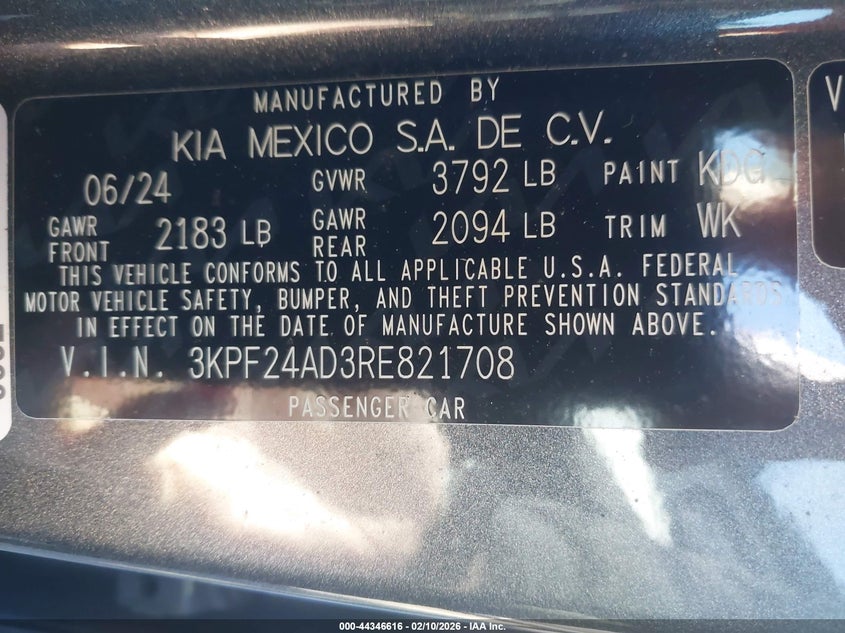 MANUFACTURED BY
KIA MEXICO S.A. DE C.V.
06/24 GVWR 3792 LB PAINT KDG
GAWR FRONT 2183 LB GAWR REAR 2094 LB TRIM WK
THIS VEHICLE CONFORMS TO ALL APPLICABLE U.S.A. FEDERAL
MOTOR VEHICLE SAFETY, BUMPER, AND THEFT PREVENTION STANDARDS
IN EFFECT ON THE DATE OF MANUFACTURE SHOWN ABOVE.
V.I.N. 3KPF24AD3RE821708
PASSENGER CAR
V
000-44346616 - 02/10/2026 - IAA Inc.